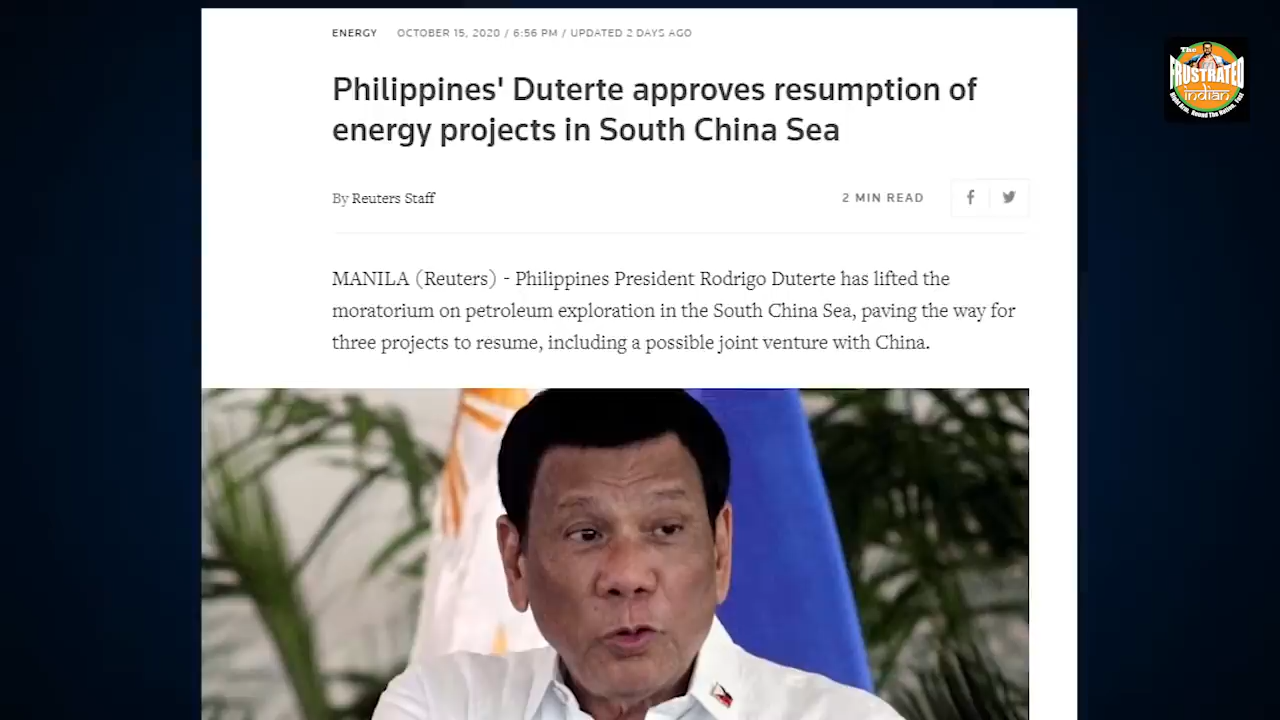 ENERGY OCTOBER 15, 2020 / 6:56 PM / UPDATED 2 DAYS AGO
Philippines' Duterte approves resumption of
energy projects in South China Sea
By Reuters Staff
2 MIN READ
MANILA (Reuters) - Philippines President Rodrigo Duterte has lifted the
moratorium on petroleum exploration in the South China Sea, paving the way for
three projects to resume, including a possible joint venture with China.
The
FRUSTRATED
indian